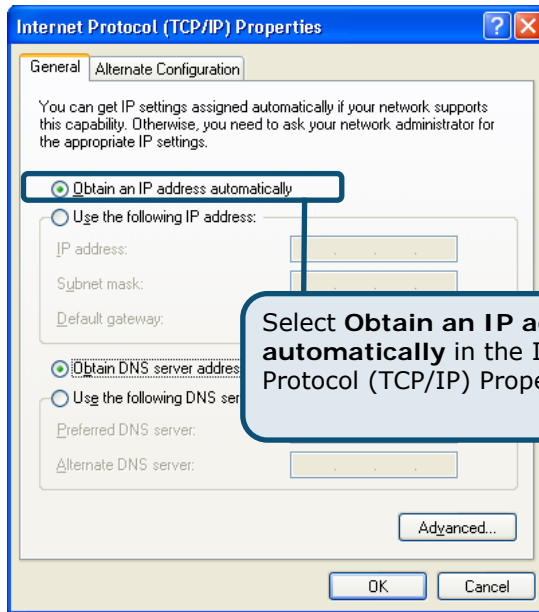 Internet Protocol (TCP/IP) Properties
General
Alternate Configuration
You can get IP settings assigned automatically if your network supports
this capability. Otherwise, you need to ask your network administrator for
the appropriate IP settings.
Obtain an IP address automatically
Use the following IP address:
IP address:
Subnet mask:
Default gateway:
Select Obtain an IP
automatically in the
Protocol (TCP/IP)
Obtain DNS server
Use the following DNS
Preferred DNS server:
Alternate DNS server:
Advanced...
OK
Cancel